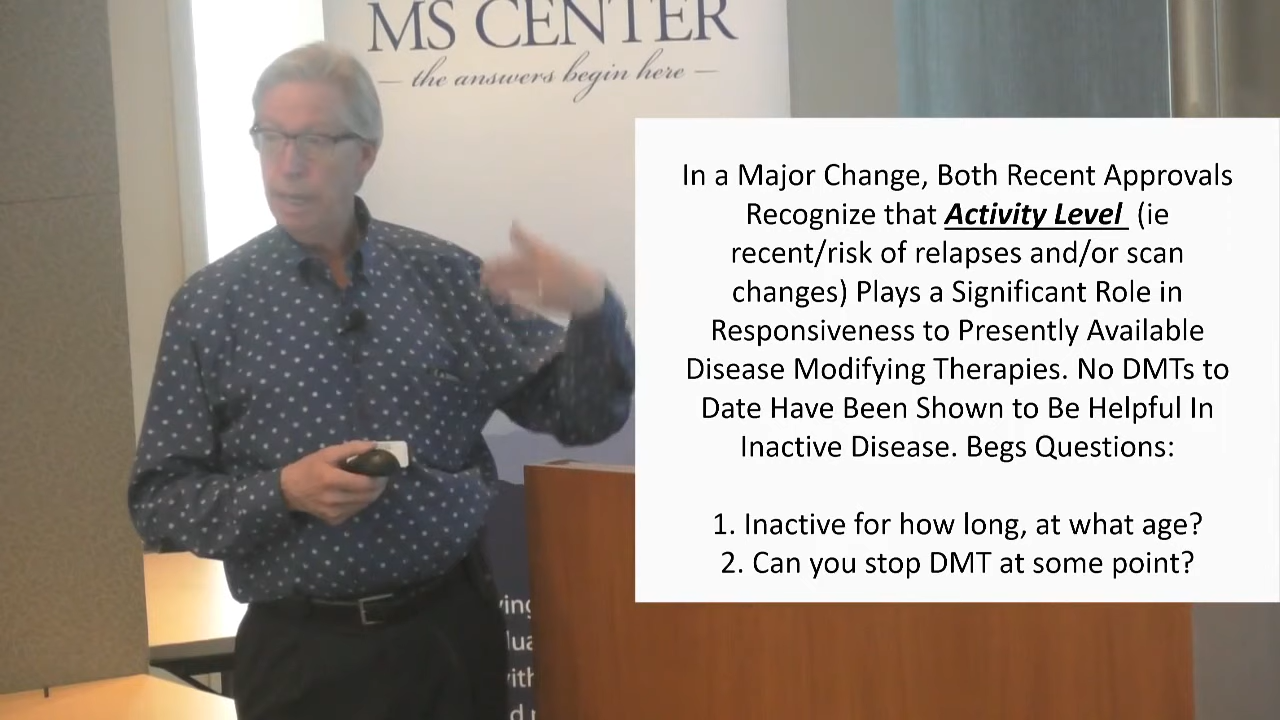 MS CENTER
— the answers begin here —
In a Major Change, Both Recent Approvals
Recognize that Activity Level (ie
recent/risk of relapses and/or scan
changes) Plays a Significant Role in
Responsiveness to Presently Available
Disease Modifying Therapies. No DMTs to
Date Have Been Shown to Be Helpful In
Inactive Disease. Begs Questions:
1. Inactive for how long, at what age?
2. Can you stop DMT at some point?